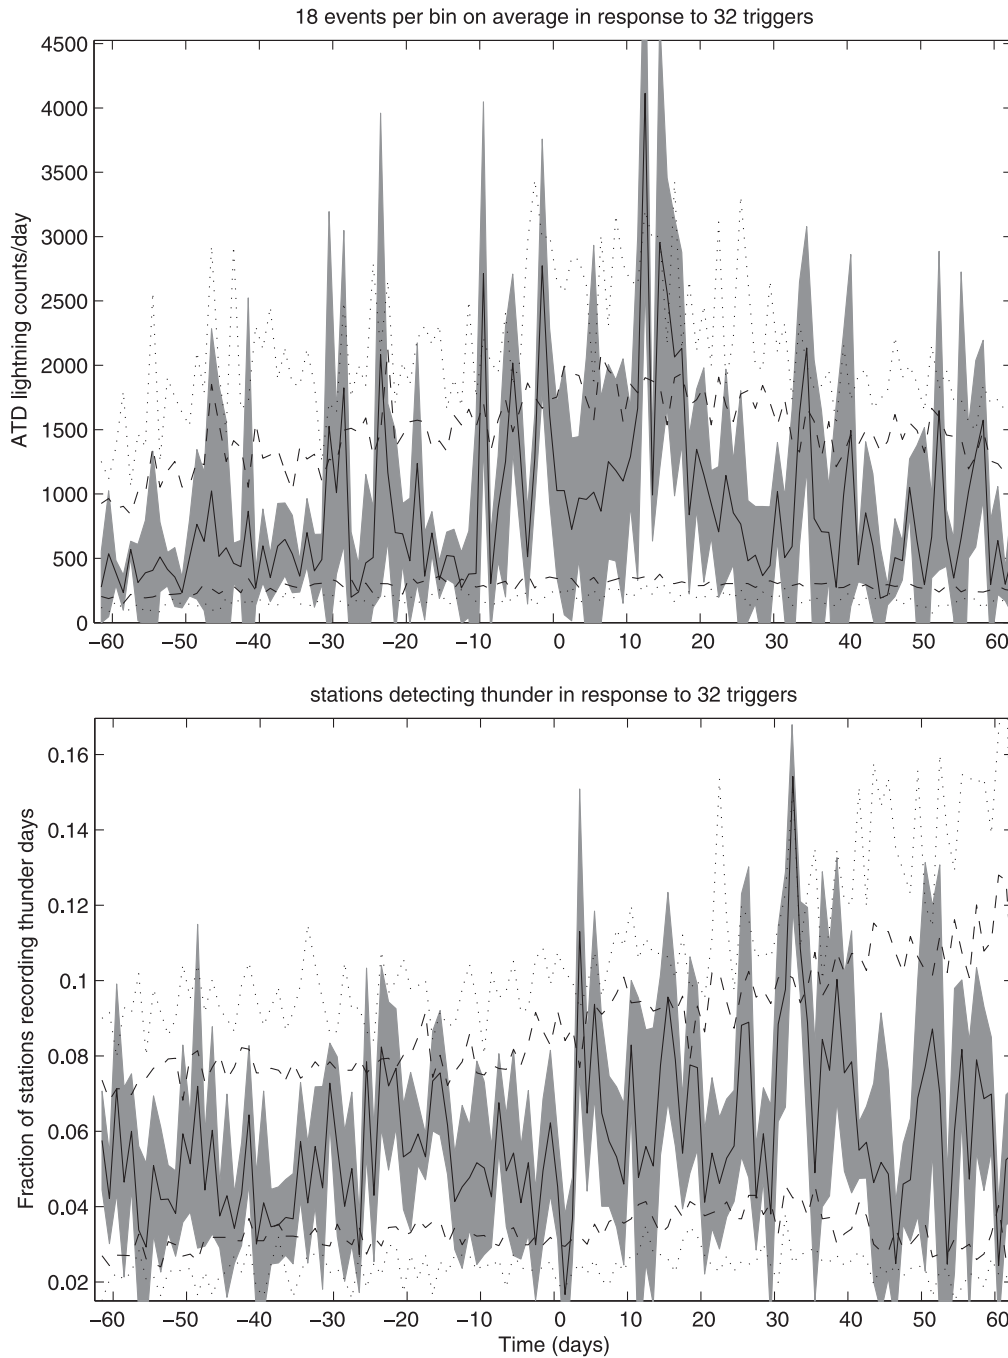 18 events per bin on average in response to 32 triggers
4500
4000
3500
3000
2500
2000
1500
1000
500
0
ATD lightning counts/day
−60 −50 −40 −30 −20 −10 0 10 20 30 40 50 60
stations detecting thunder in response to 32 triggers
0.16
0.14
0.12
0.1
0.08
0.06
0.04
0.02
Fraction of stations recording thunder days
−60 −50 −40 −30 −20 −10 0 10 20 30 40 50 60
Time (days)